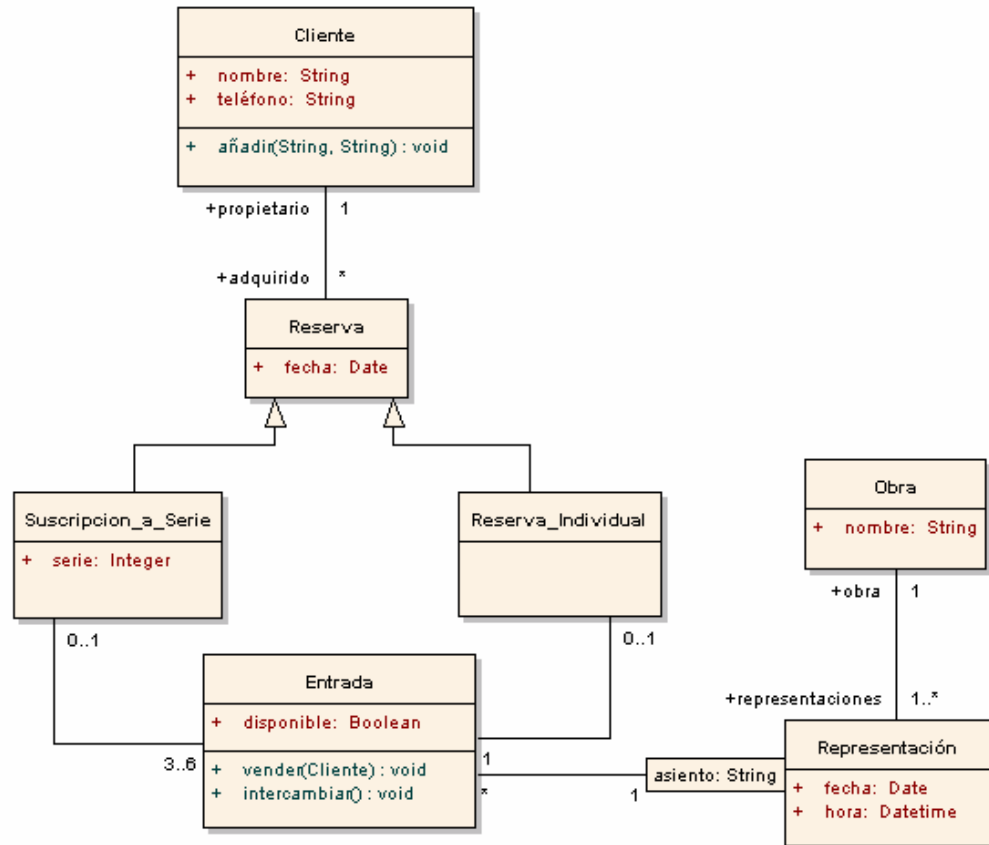 Cliente
+ nombre: String
+ teléfono: String
+ añadir(String, String) : void
+propietario 1
+adquirido *
Reserva
+ fecha: Date
Suscripcion_a_Serie
+ serie: Integer
Reserva_Individual
Obra
+ nombre: String
+obra 1
0..1
0..1
Entrada
+ disponible: Boolean
+ vender(Cliente) : void
+ intercambiar() : void
3..6
1
*
1
asiento: String
+representaciones 1..*
Representación
+ fecha: Date
+ hora: Datetime